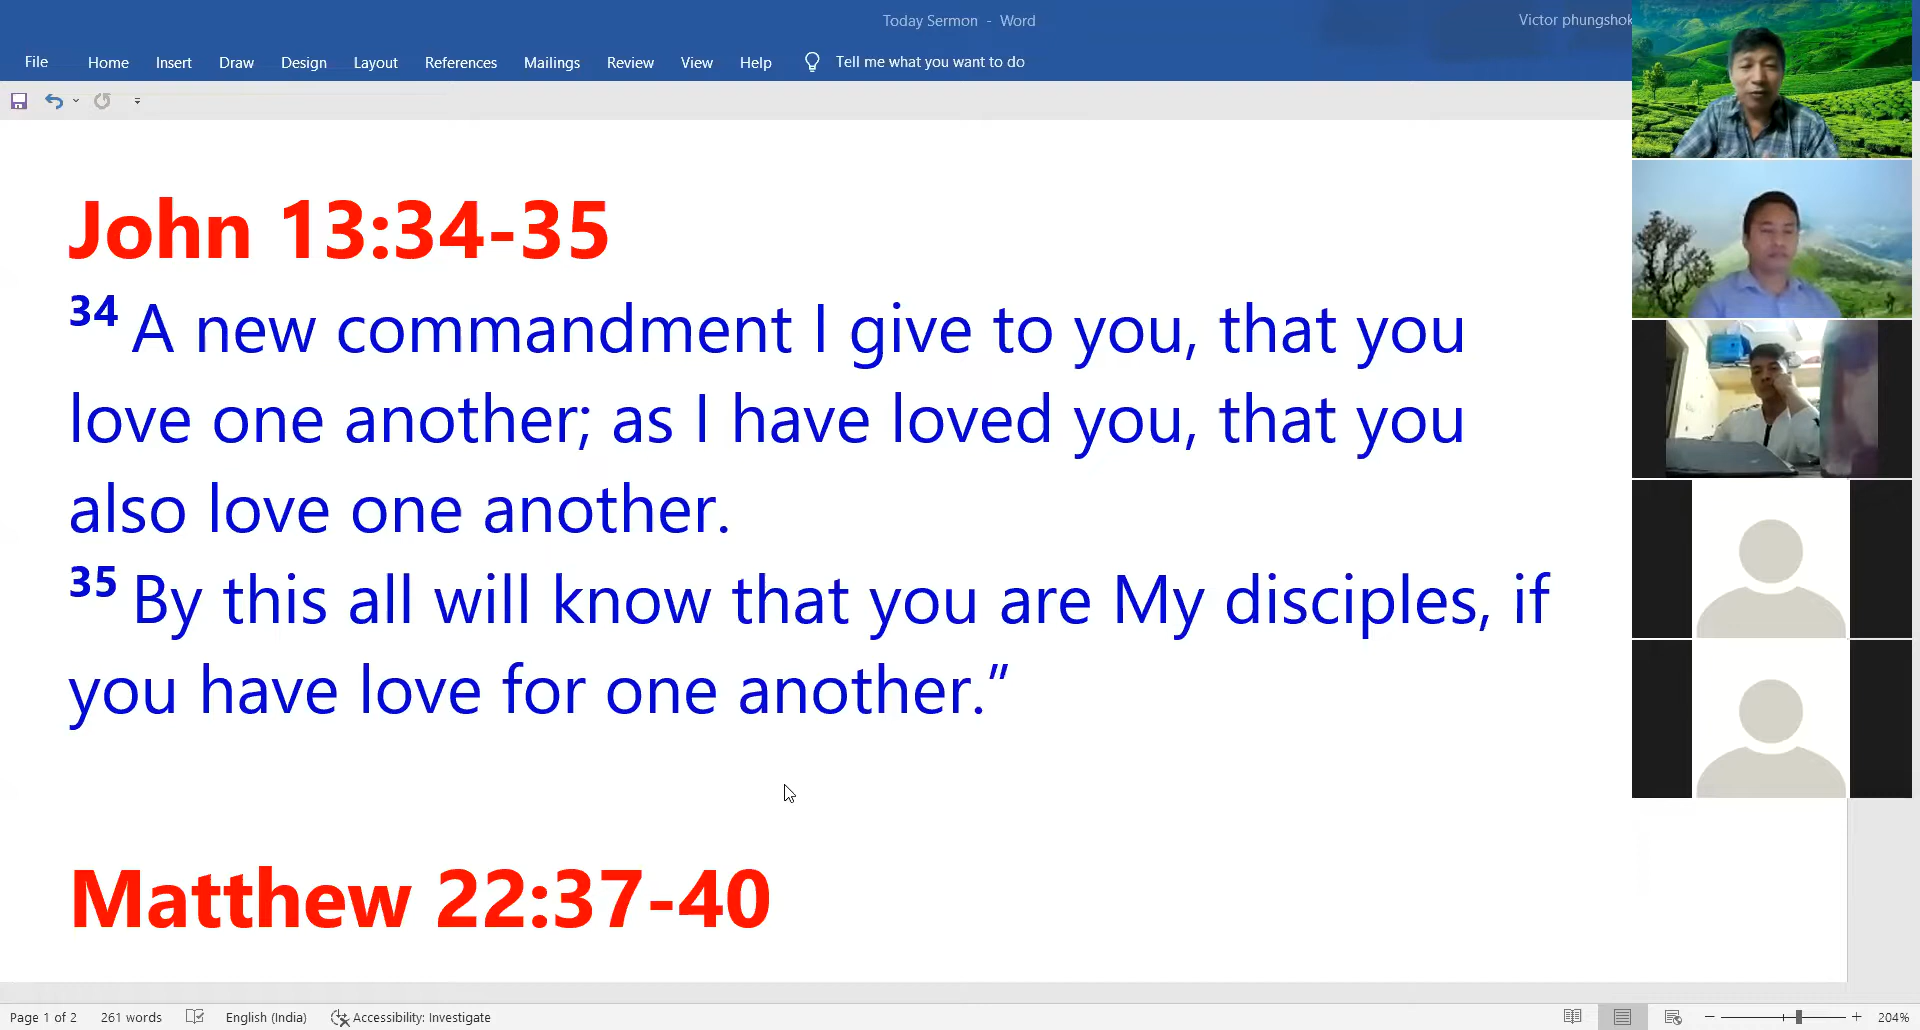 Today Sermon - Word
Victor phungshok
File Home Insert Draw Design Layout References Mailings Review View Help Tell me what you want to do
John 13:34-35
34 A new commandment I give to you, that you
love one another; as I have loved you, that you
also love one another.
35 By this all will know that you are My disciples, if
you have love for one another.”
Matthew 22:37-40
Page 1 of 2 261 words English (India) Accessibility: Investigate 204%